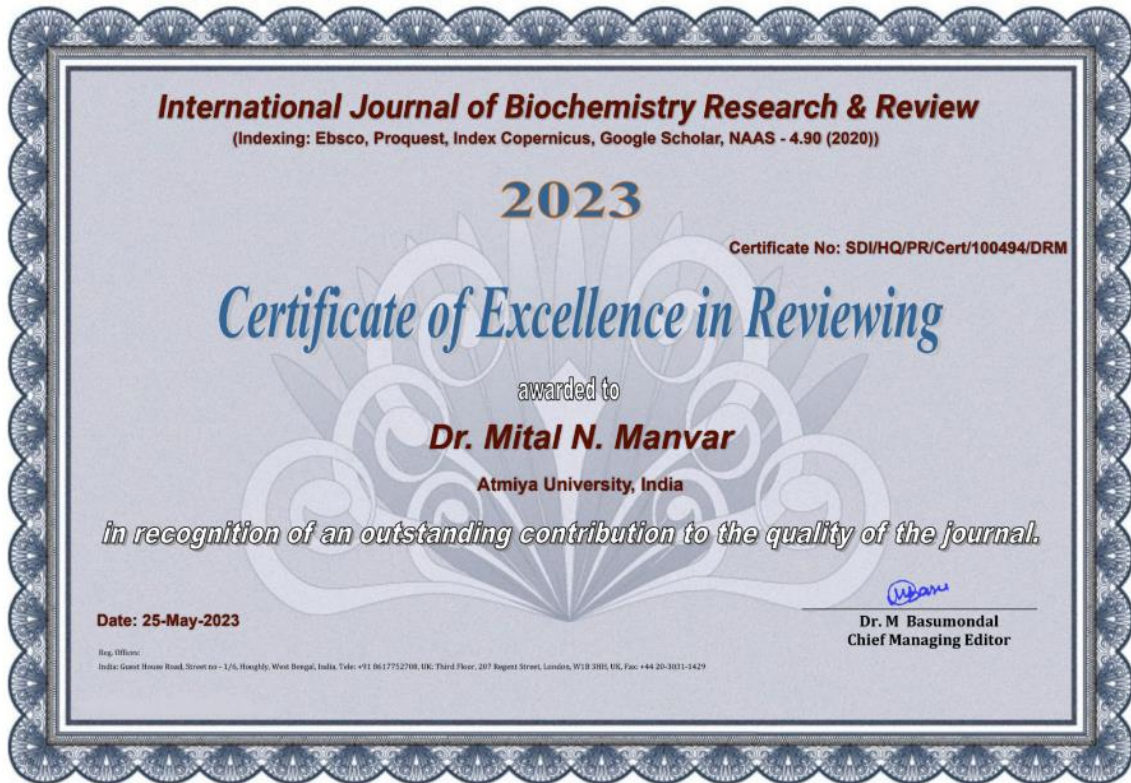 International Journal of Biochemistry Research & Review
(Indexing: Ebsco, Proquest, Index Copernicus, Google Scholar, NAAS - 4.90 (2020))
2023
Certificate No: SDI/HQ/PR/Cert/100494/DRM
Certificate of Excellence in Reviewing
awarded to
Dr. Mital N. Manvar
Atmiya University, India
in recognition of an outstanding contribution to the quality of the journal.
Date: 25-May-2023
Dr. M Basumondal
Chief Managing Editor
Reg. Offices:
India: Guest House Road, Street no - 1/6, Hooghly, West Bengal, India. Tele: +91 8617752708, UK: Third Floor, 207 Regent Street, London, W1B 3HH, UK, Fax: +44 20-3031-1429